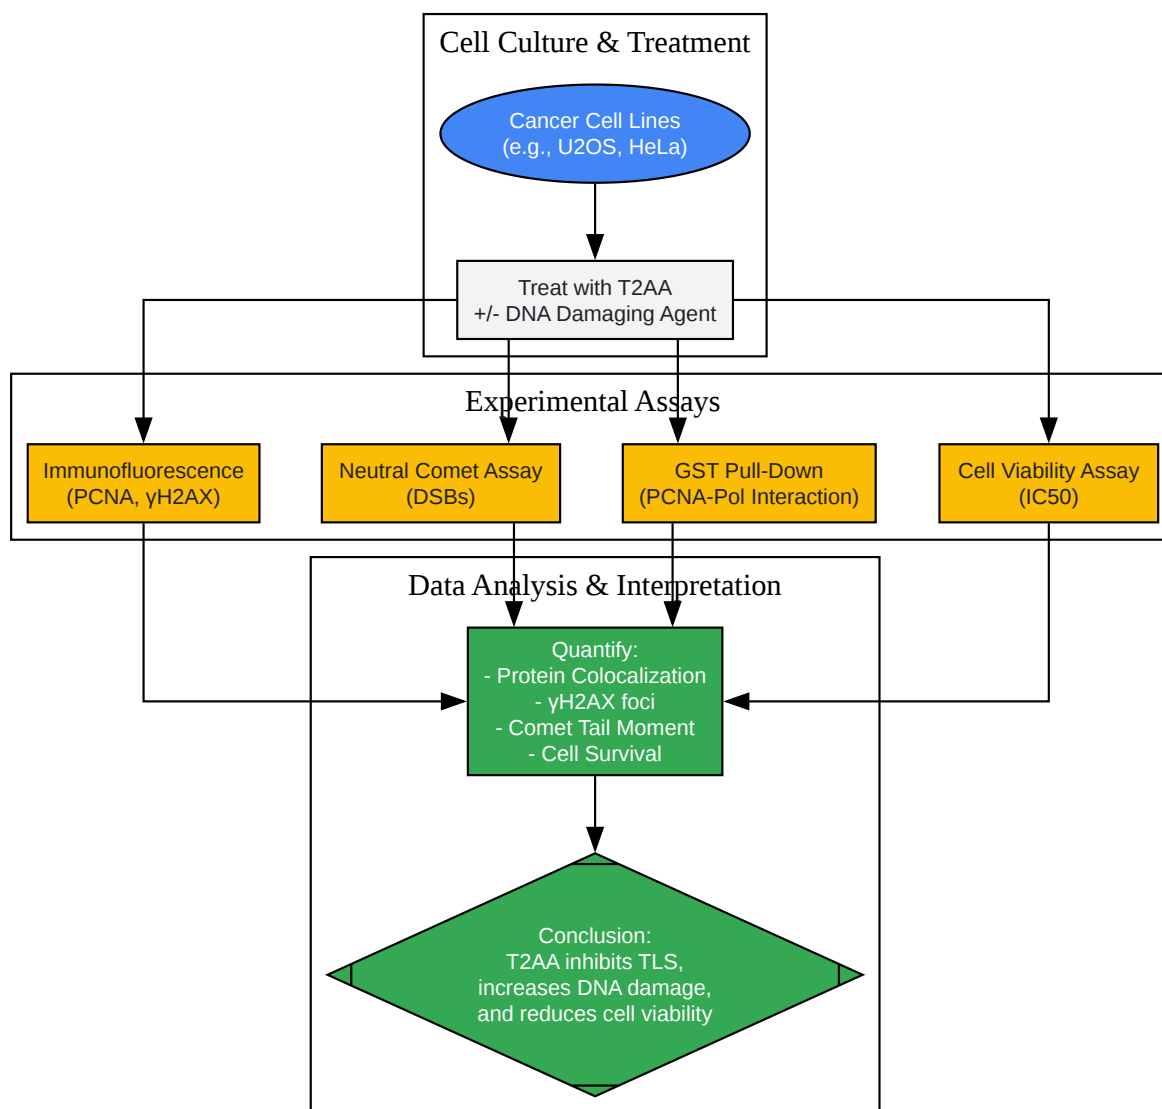 Cell Culture & Treatment
Cancer Cell Lines
(e.g., U2OS, HeLa)
Treat with T2AA
+/- DNA Damaging Agent
Experimental Assays
Immunofluorescence
(PCNA, γH2AX)
Neutral Comet Assay
(DSBs)
GST Pull-Down
(PCNA-Pol Interaction)
Cell Viability Assay
(IC50)
Data Analysis & Interpretation
Quantify:
- Protein Colocalization
- γH2AX foci
- Comet Tail Moment
- Cell Survival
Conclusion:
T2AA inhibits TLS,
increases DNA damage,
and reduces cell viability